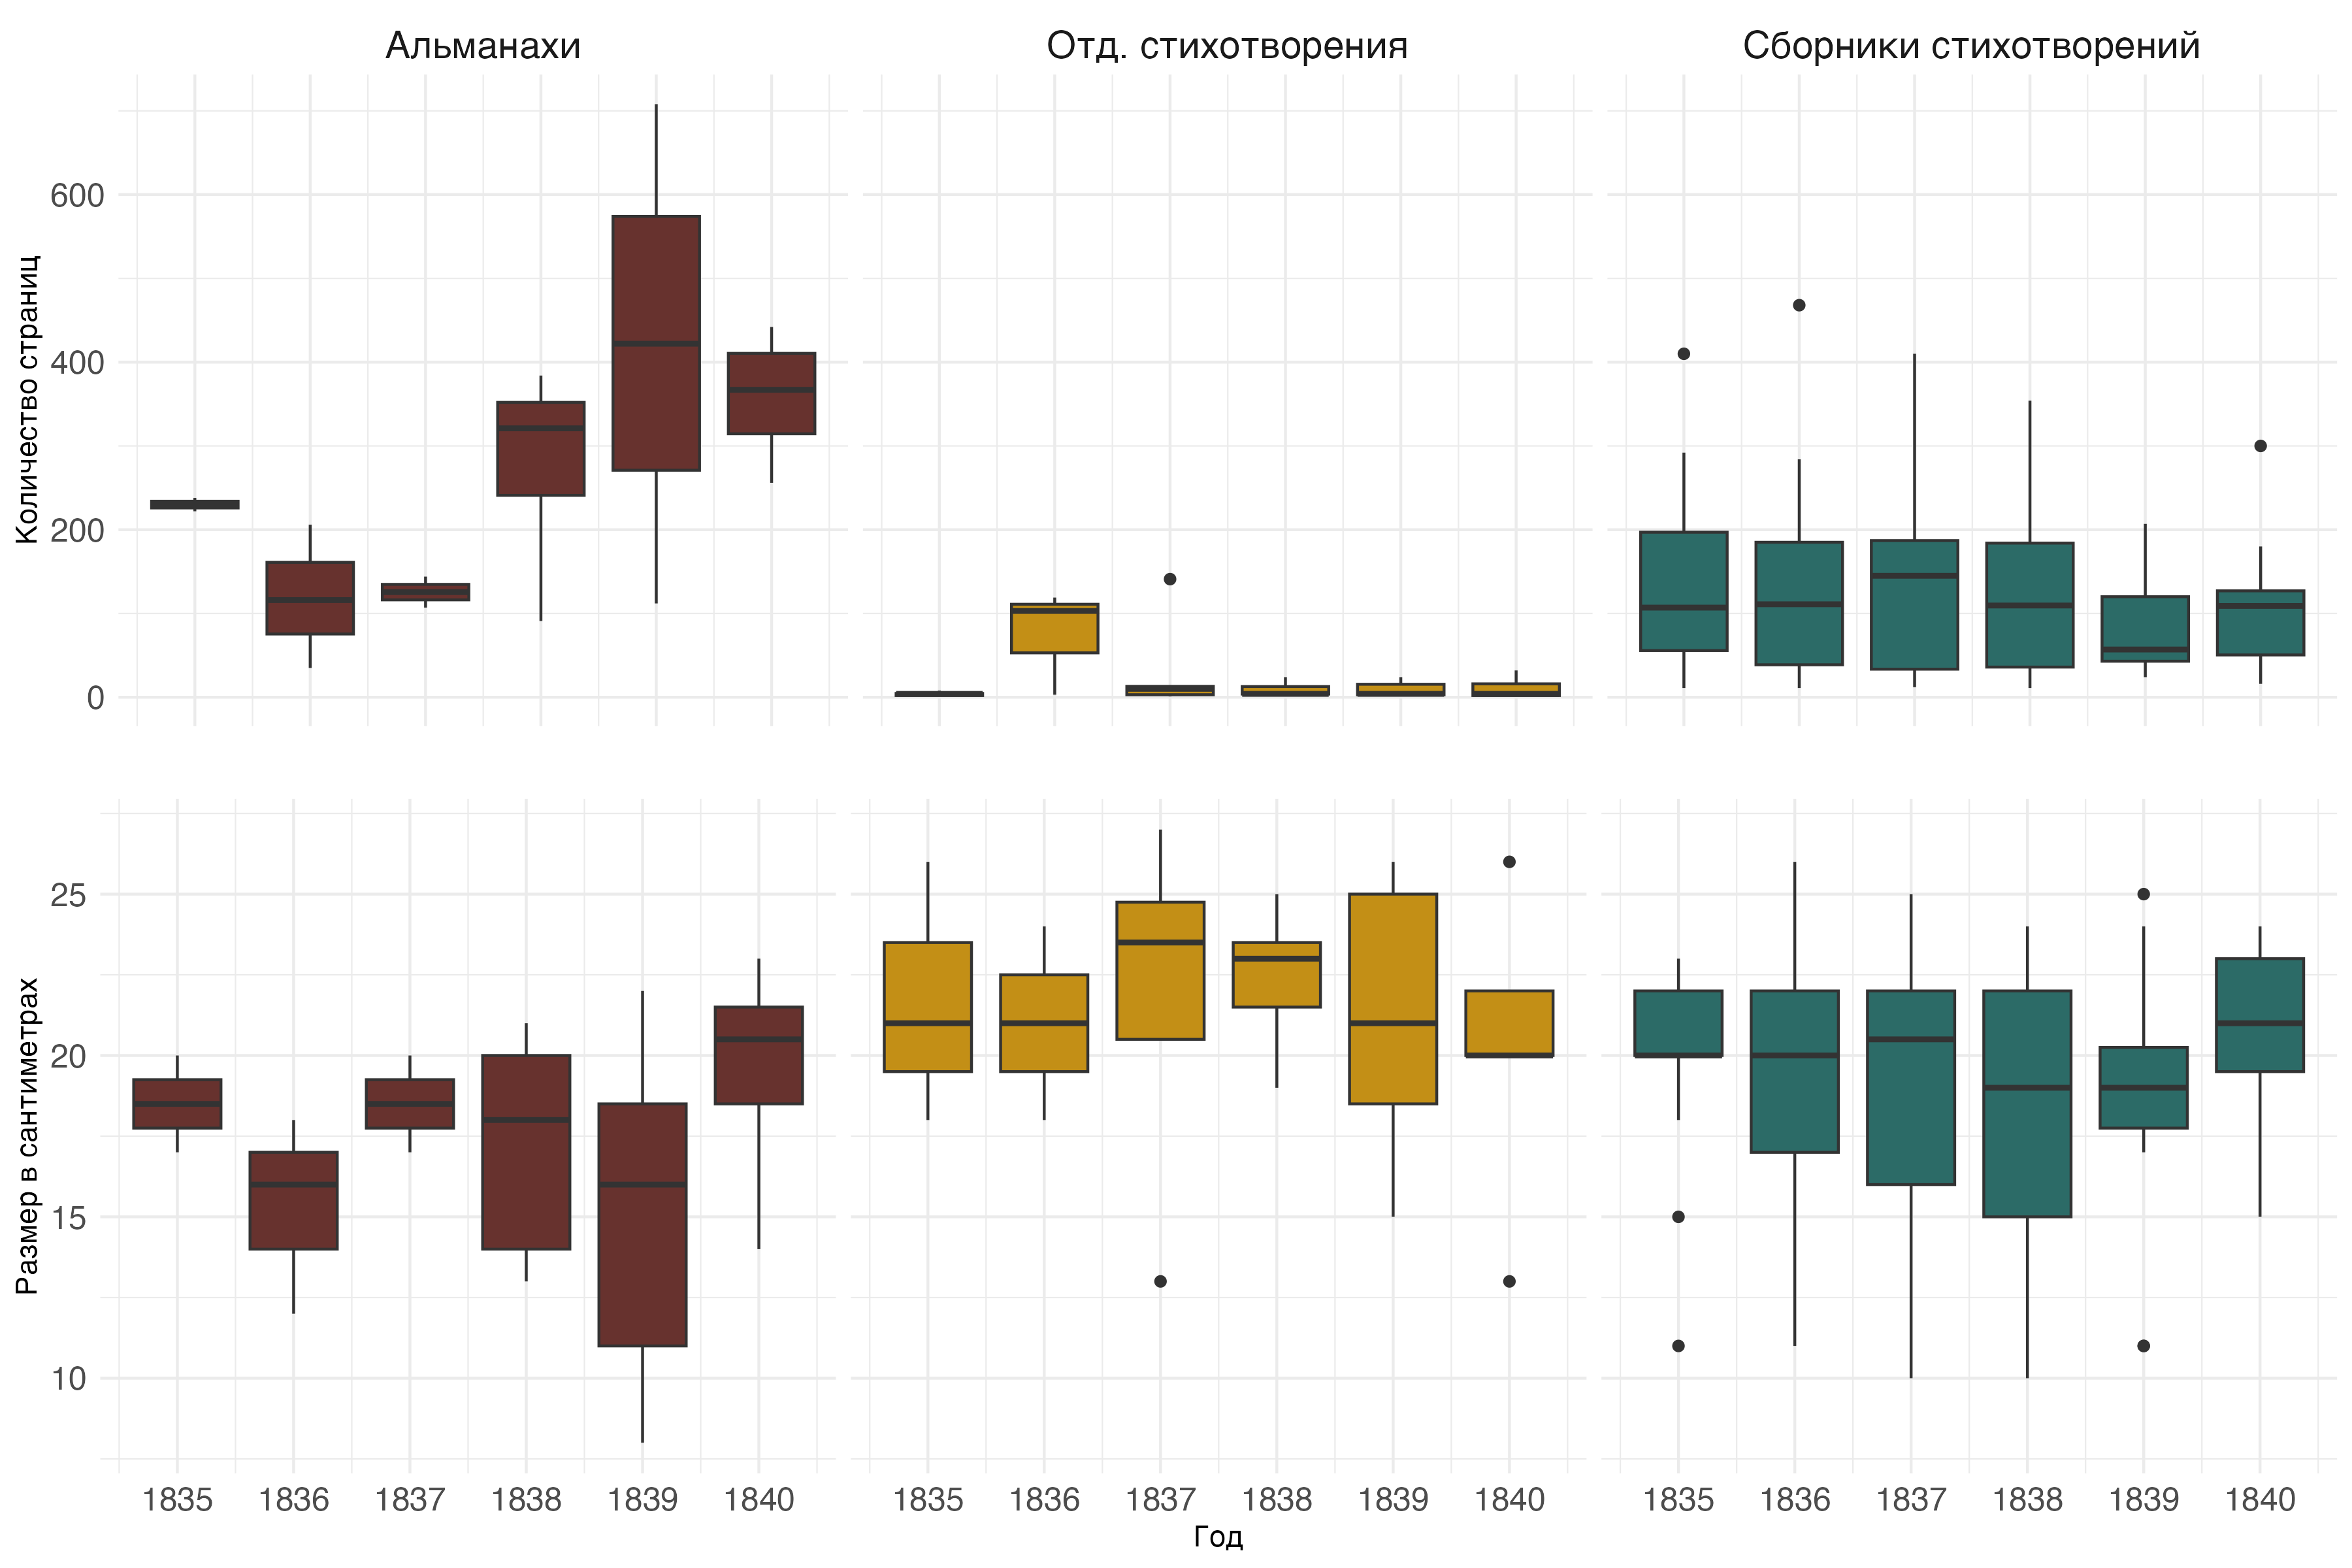 Альманахи
Отд. стихотворения
Сборники стихотворений
Количество страниц
600
400
200
0
Размер в сантиметрах
25
20
15
10
1835 1836 1837 1838 1839 1840
1835 1836 1837 1838 1839 1840
1835 1836 1837 1838 1839 1840
Год